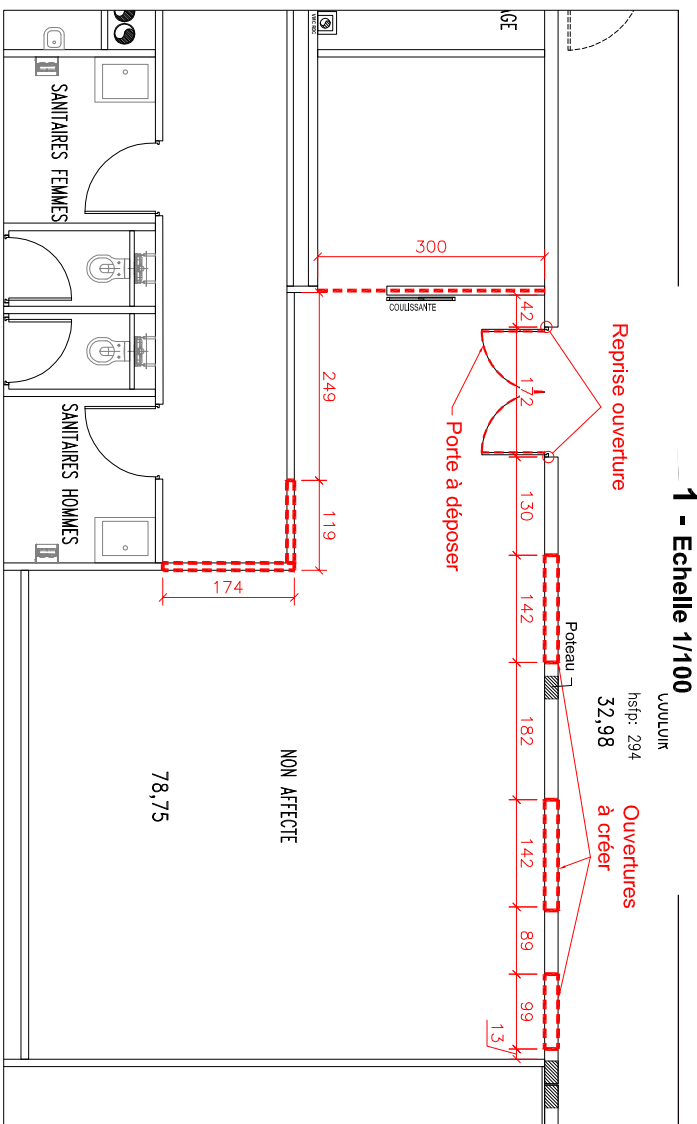 1 - Echelle 1/100
COULOIR
hsfp: 294
32,98
Ouvertures
à créer
Reprise ouverture
Poteau
Porte à déposer
42
172
130
142
182
142
89
99
13
300
COULISSANTE
249
119
174
NON AFFECTE
78,75
SANITAIRES FEMMES
SANITAIRES HOMMES